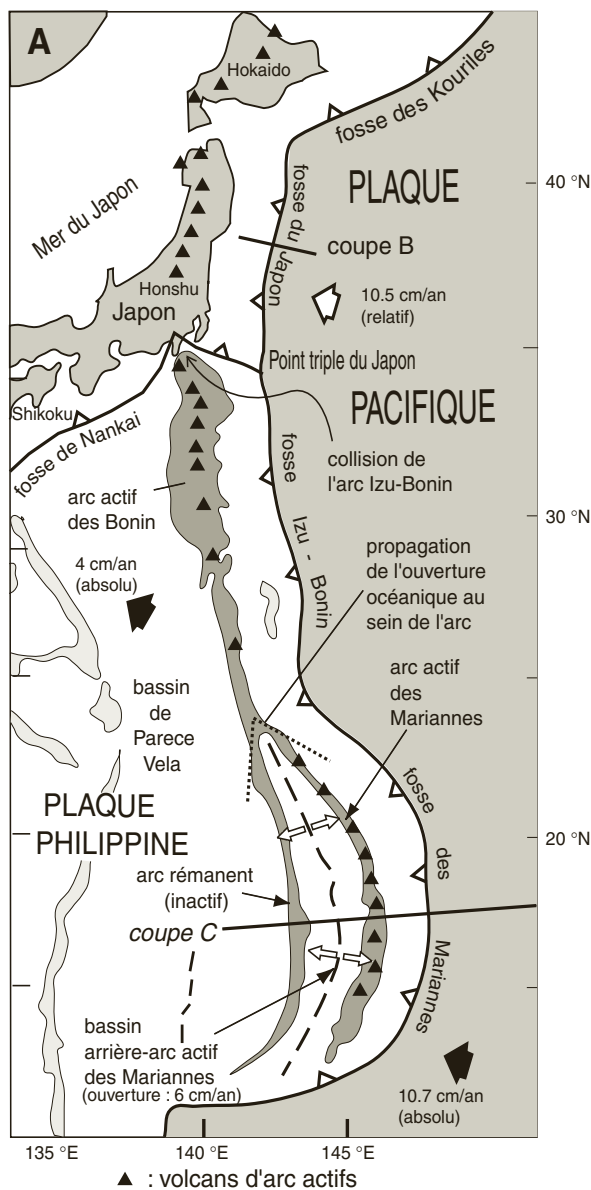 A
Hokaido
fosse des Kouriles
40 °N
PLAQUE
Mer du Japon
fosse du Japon
coupe B
Honshu
10.5 cm/an
(relatif)
Japon
Point triple du Japon
PACIFIQUE
Shikoku
fosse de Nankai
collision de
l'arc Izu-Bonin
fosse
Izu - Bonin
arc actif
des Bonin
30 °N
propagation
de l'ouverture
océanique au
sein de l'arc
4 cm/an
(absolu)
arc actif
des
Mariannes
bassin
de
Parece
Vela
fosse
des
Mariannes
PLAQUE
PHILIPPINE
20 °N
arc rémanent
(inactif)
coupe C
bassin
arrière-arc actif
des Mariannes
(ouverture : 6 cm/an)
10.7 cm/an
(absolu)
135 °E
140 °E
145°E
: volcans d'arc actifs